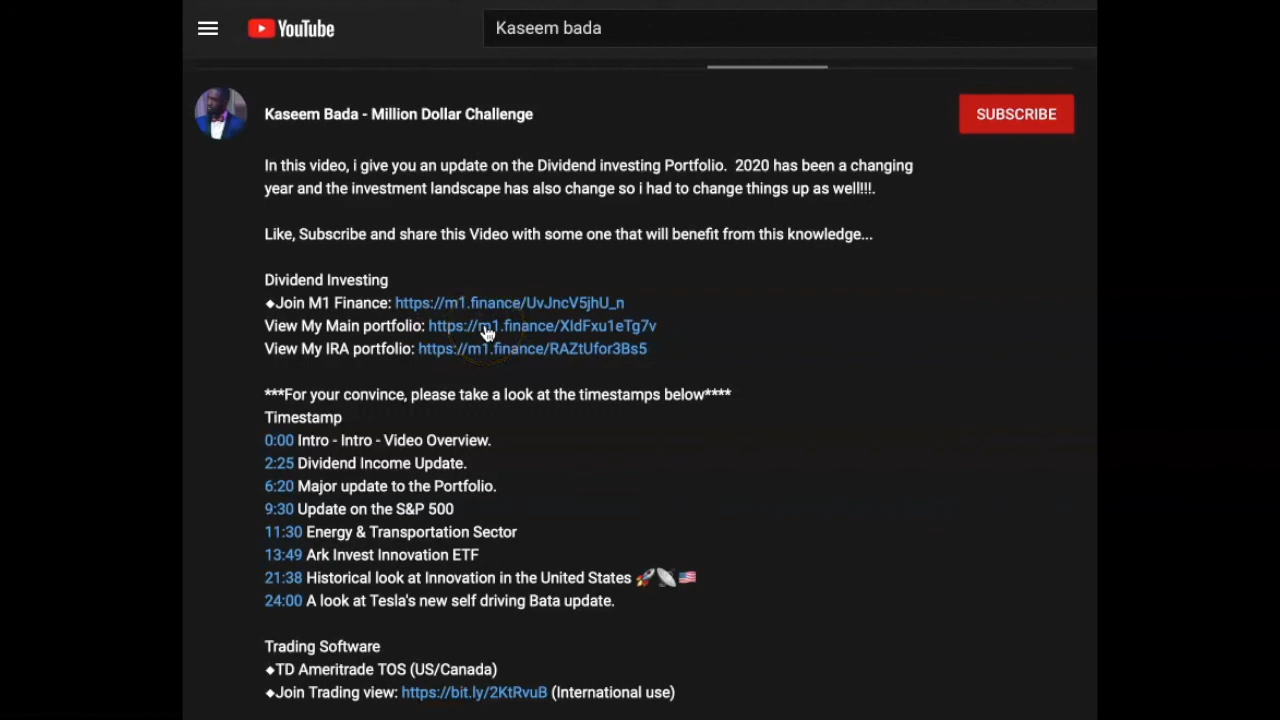 YouTube
Kaseem bada
Kaseem Bada - Million Dollar Challenge
SUBSCRIBE
In this video, i give you an update on the Dividend investing Portfolio. 2020 has been a changing
year and the investment landscape has also change so i had to change things up as well!!!.
Like, Subscribe and share this Video with some one that will benefit from this knowledge...
Dividend Investing
◆Join M1 Finance: https://m1.finance/UvJncV5jhU_n
View My Main portfolio: https://m1.finance/XIdFxu1eTg7v
View My IRA portfolio: https://m1.finance/RAZtUfor3Bs5
***For your convince, please take a look at the timestamps below****
Timestamp
0:00 Intro - Intro - Video Overview.
2:25 Dividend Income Update.
6:20 Major update to the Portfolio.
9:30 Update on the S&P 500
11:30 Energy & Transportation Sector
13:49 Ark Invest Innovation ETF
21:38 Historical look at Innovation in the United States 🚀📡🇺🇸
24:00 A look at Tesla's new self driving Bata update.
Trading Software
◆TD Ameritrade TOS (US/Canada)
◆Join Trading view: https://bit.ly/2KtRvuB (International use)